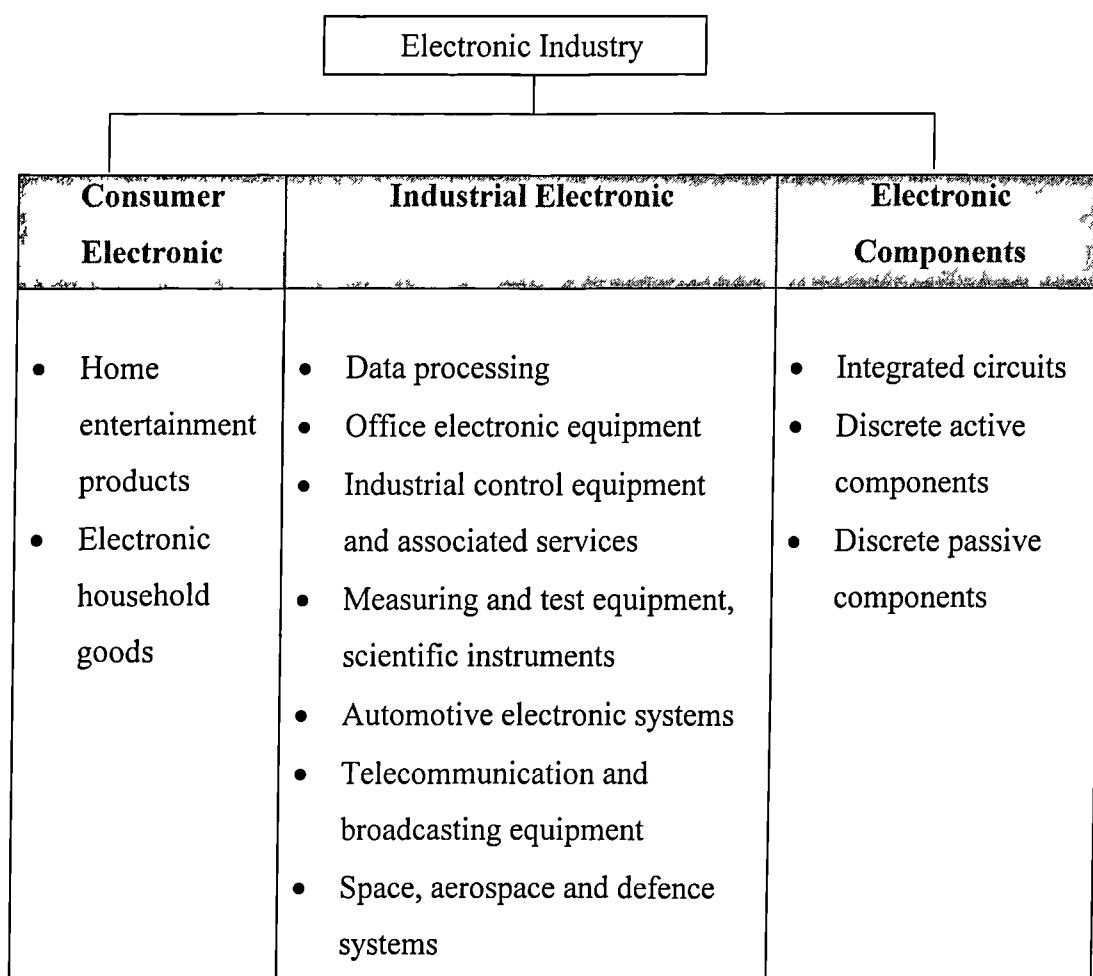 Electronic Industry
Consumer
Electronic
Industrial Electronic
Electronic
Components
• Home
entertainment
products
• Electronic
household
goods
• Data processing
• Office electronic equipment
• Industrial control equipment
and associated services
• Measuring and test equipment,
scientific instruments
• Automotive electronic systems
• Telecommunication and
broadcasting equipment
• Space, aerospace and defence
systems
• Integrated circuits
• Discrete active
components
• Discrete passive
components